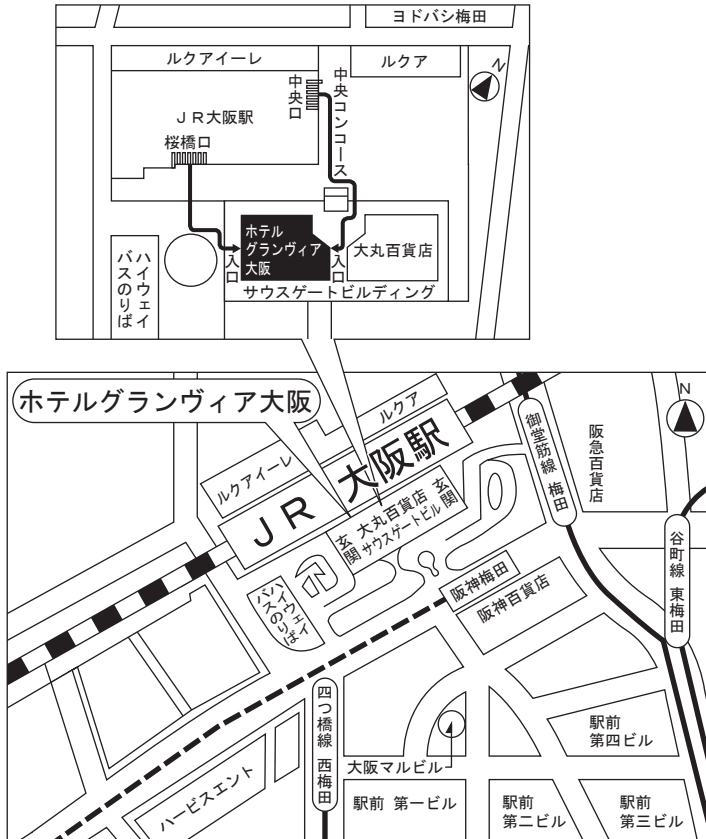 ヨドバシ梅田
ルクアイーレ
ルクア
N
中央口
中央コンコース
JR大阪駅
桜橋口
ホテル
グランヴィア
大阪
入口
入口
大丸百貨店
ハイウェイ
バスのりば
サウスゲートビルディング
ホテルグランヴィア大阪
ルクア
ルクアイーレ
JR 大阪駅
玄関
大丸百貨店
サウスゲートビル
玄関
御堂筋線 梅田
阪急百貨店
N
谷町線 東梅田
ハイウェイ
バスのりば
阪神梅田
阪神百貨店
四つ橋線 西梅田
大阪マルビル
駅前
第四ビル
ハービスエント
駅前 第一ビル
駅前
第二ビル
駅前
第三ビル